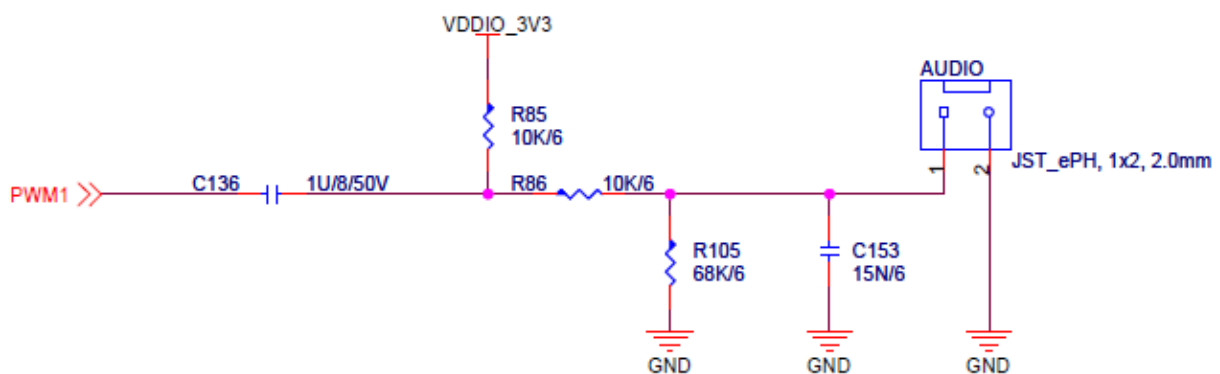 VDDIO_3V3
AUDIO
R85
10K/6
JST_ePH, 1x2, 2.0mm
1
2
PWM1
C136
1U/8/50V
R86
10K/6
R105
68K/6
C153
15N/6
GND
GND
GND